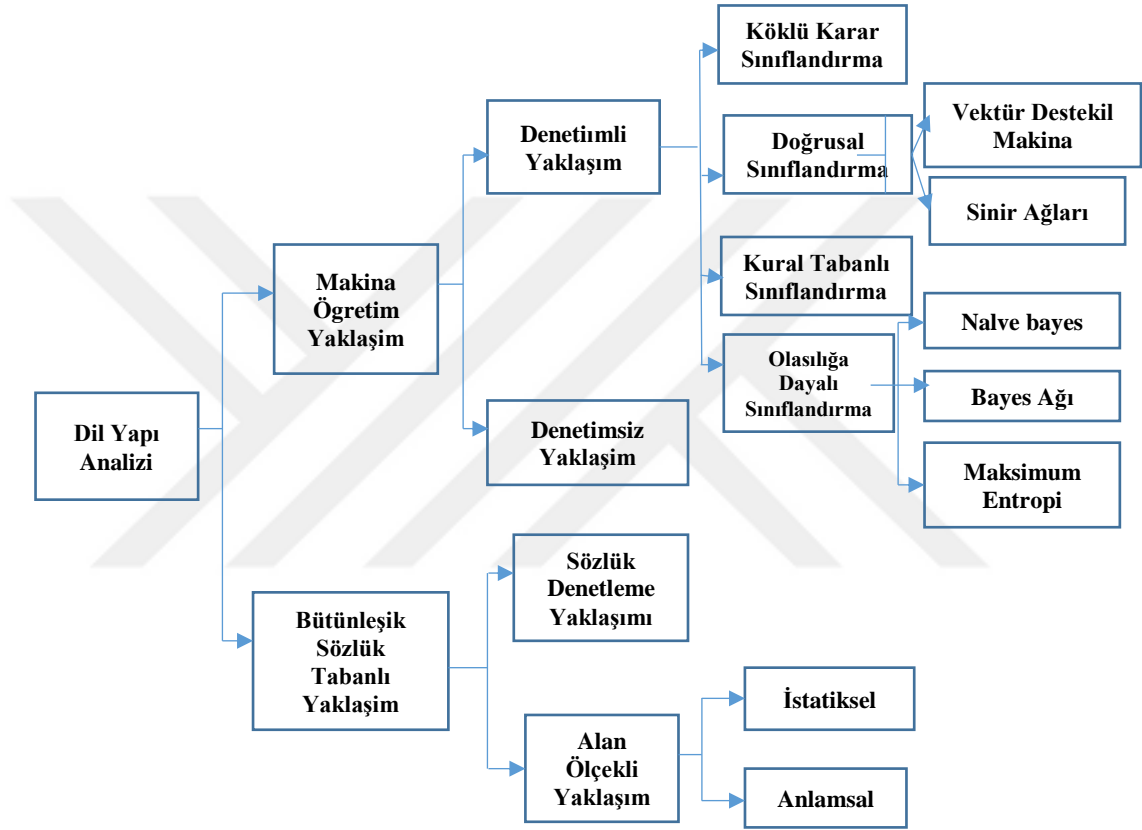 Köklü Karar
Sınıflandırma
Denetiımli
Yaklaşım
Doğrusal
Sınıflandırma
Vektür Destekil
Makina
Sinir Ağları
Makina
Ögretim
Yaklaşim
Kural Tabanlı
Sınıflandırma
Nalve bayes
Olasılığa
Dayalı
Sınıflandırma
Bayes Ağı
Dil Yapı
Analizi
Denetimsiz
Yaklaşim
Maksimum
Entropi
Sözlük
Denetleme
Yaklaşımı
Bütünleşik
Sözlük
Tabanlı
Yaklaşim
İstatiksel
Alan
Ölçekli
Yaklaşım
Anlamsal